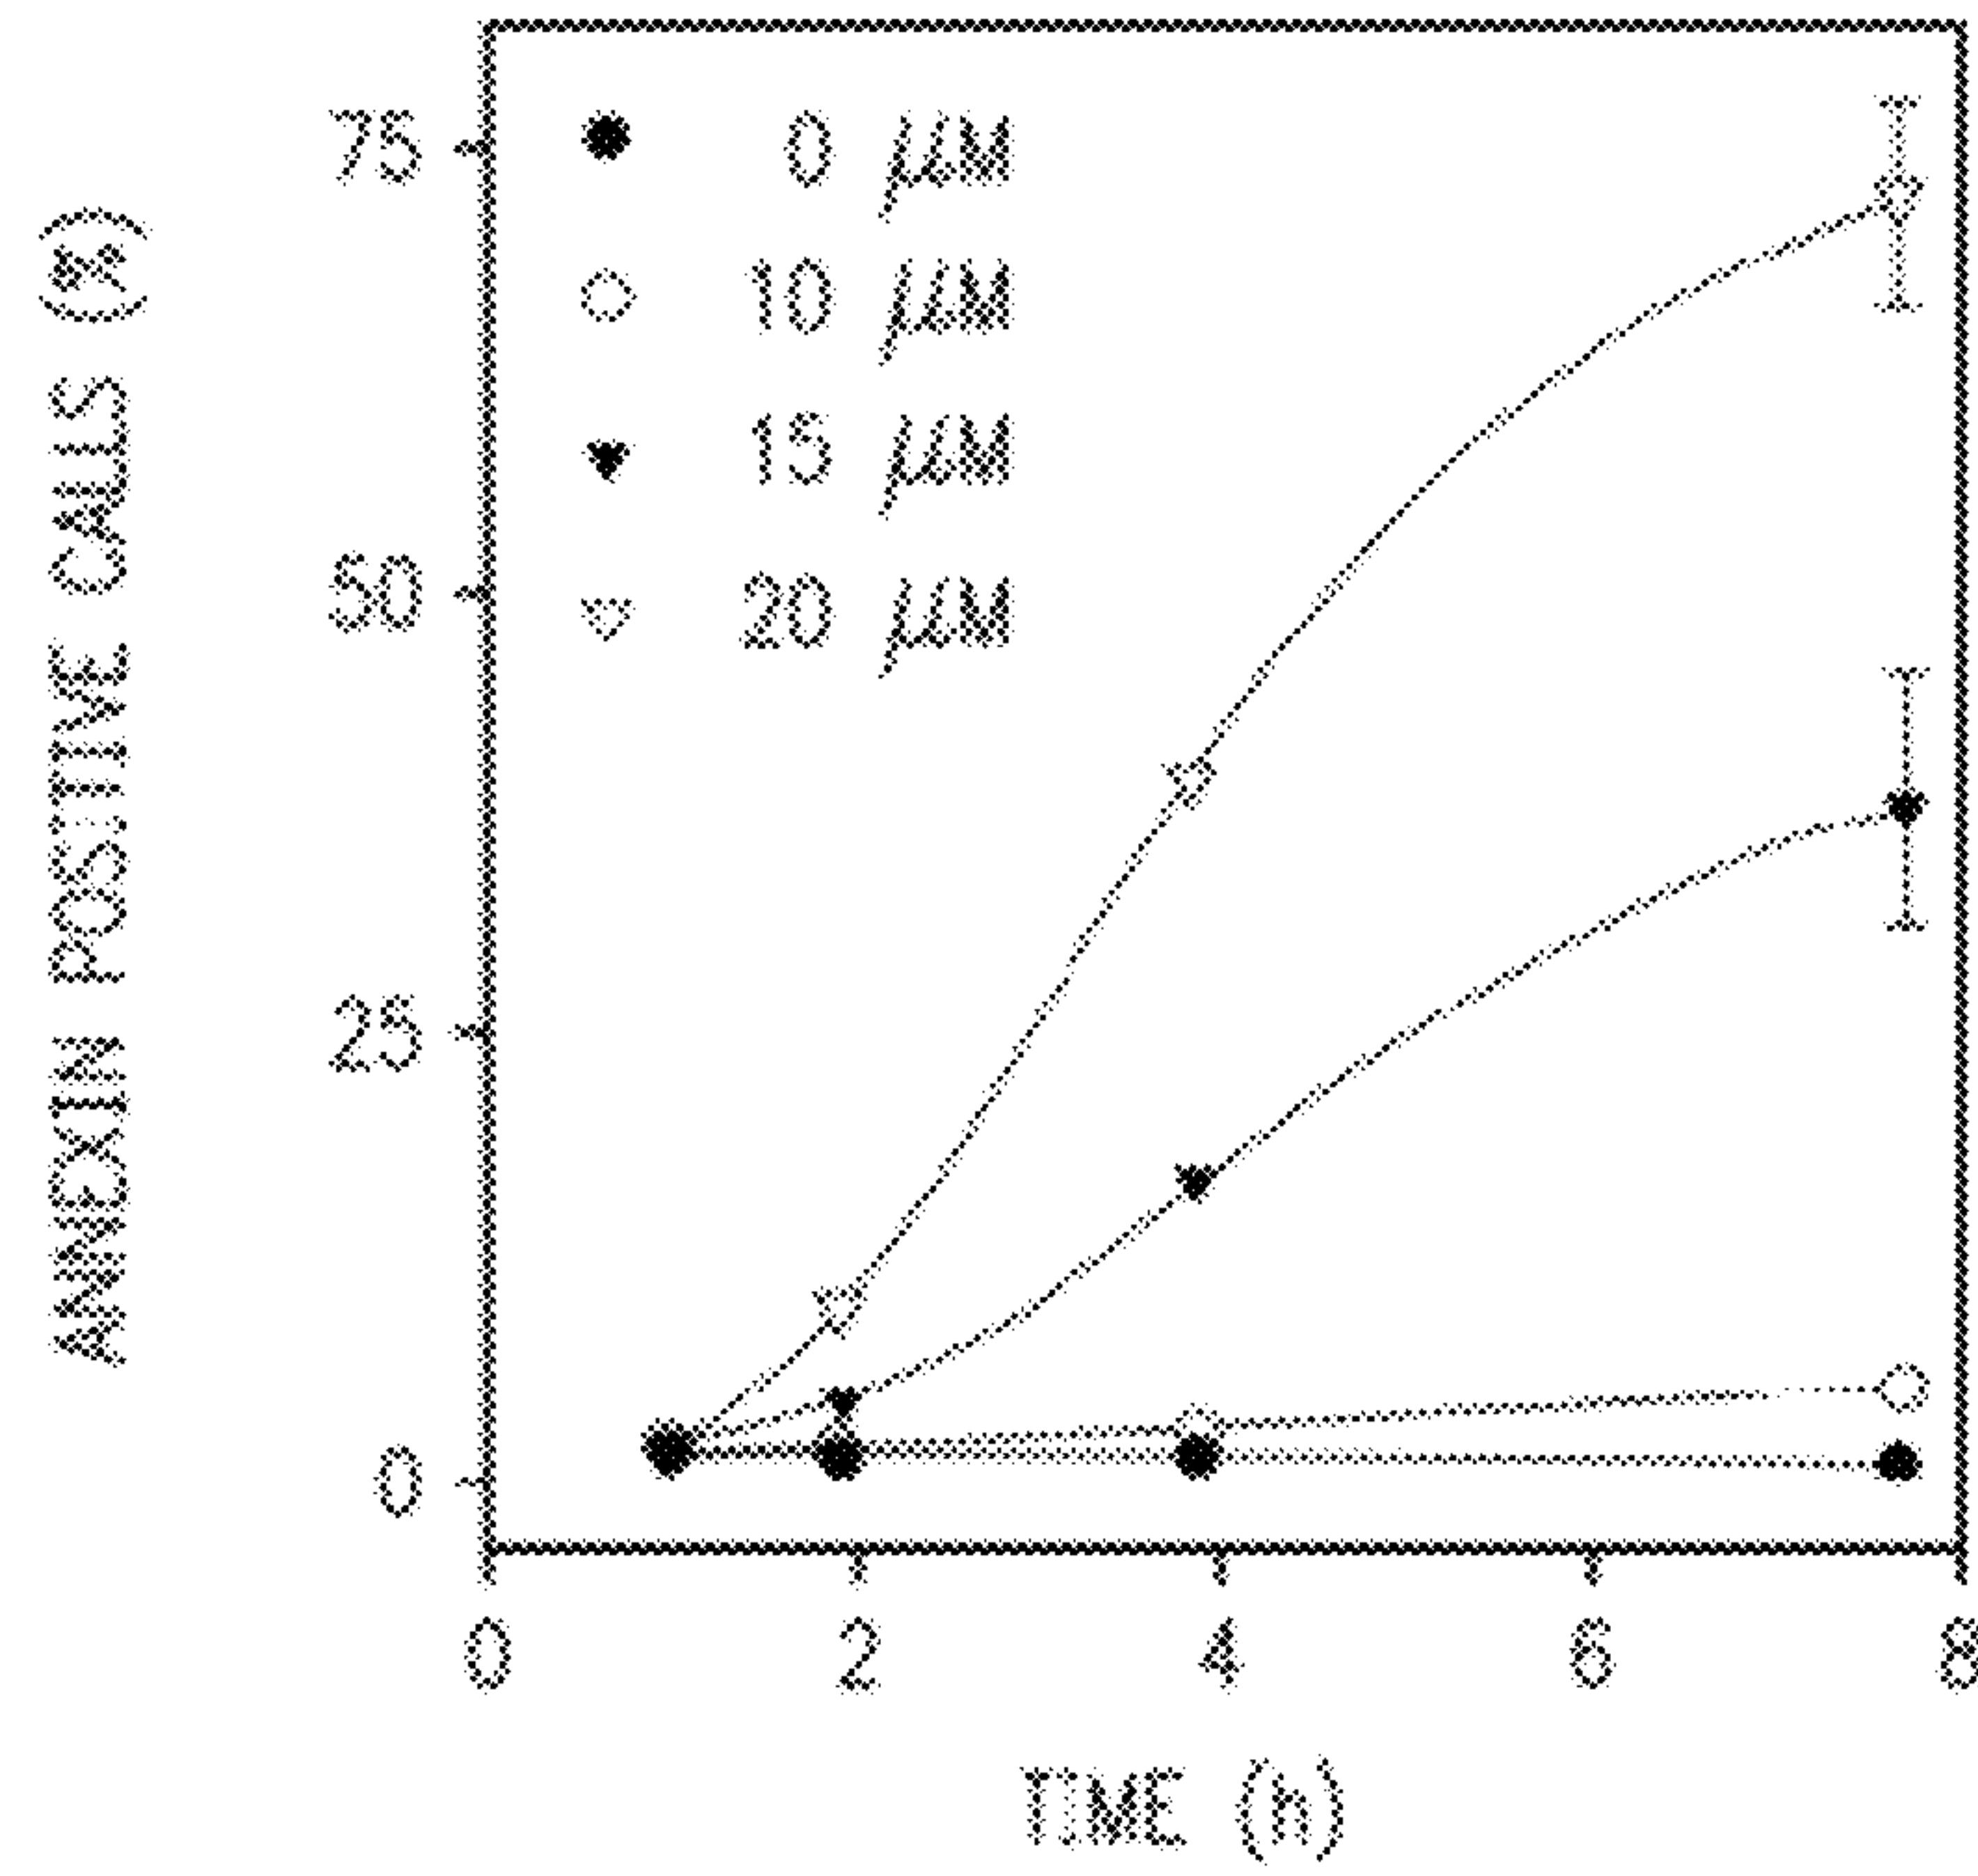 ANNEXIN POSITIVE CALLS (%)
75
50
25
0
0 μM
10 μM
15 μM
20 μM
0 2 4 6 8
TIME (h)